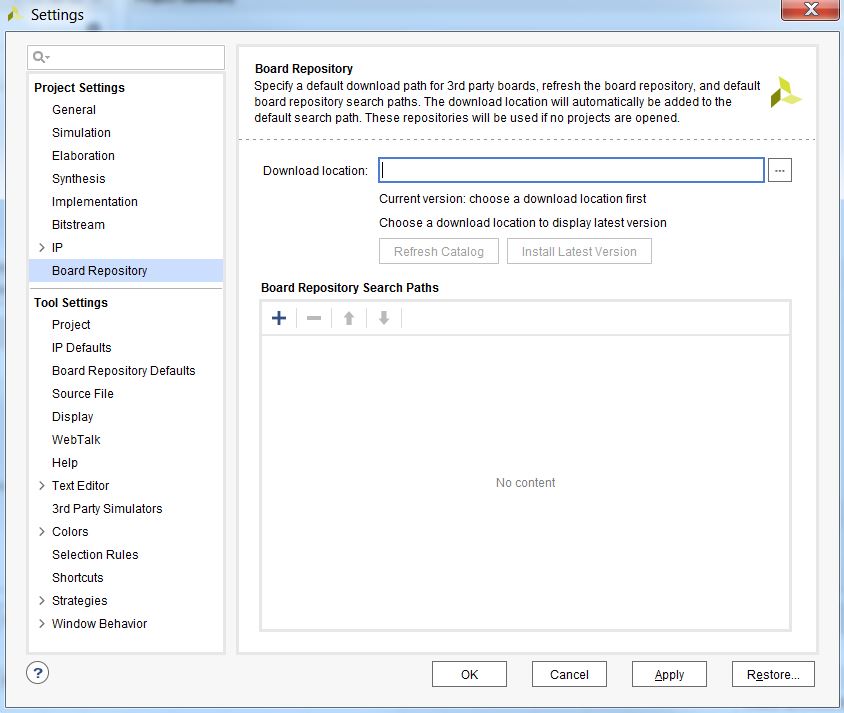 Settings
Project Settings
General
Simulation
Elaboration
Synthesis
Implementation
Bitstream
IP
Board Repository
Tool Settings
Project
IP Defaults
Board Repository Defaults
Source File
Display
WebTalk
Help
Text Editor
3rd Party Simulators
Colors
Selection Rules
Shortcuts
Strategies
Window Behavior
Board Repository
Specify a default download path for 3rd party boards, refresh the board repository, and default
board repository search paths. The download location will automatically be added to the
default search path. These repositories will be used if no projects are opened.
Download location:
...
Current version: choose a download location first
Choose a download location to display latest version
Refresh Catalog
Install Latest Version
Board Repository Search Paths
No content
?
OK
Cancel
Apply
Restore...